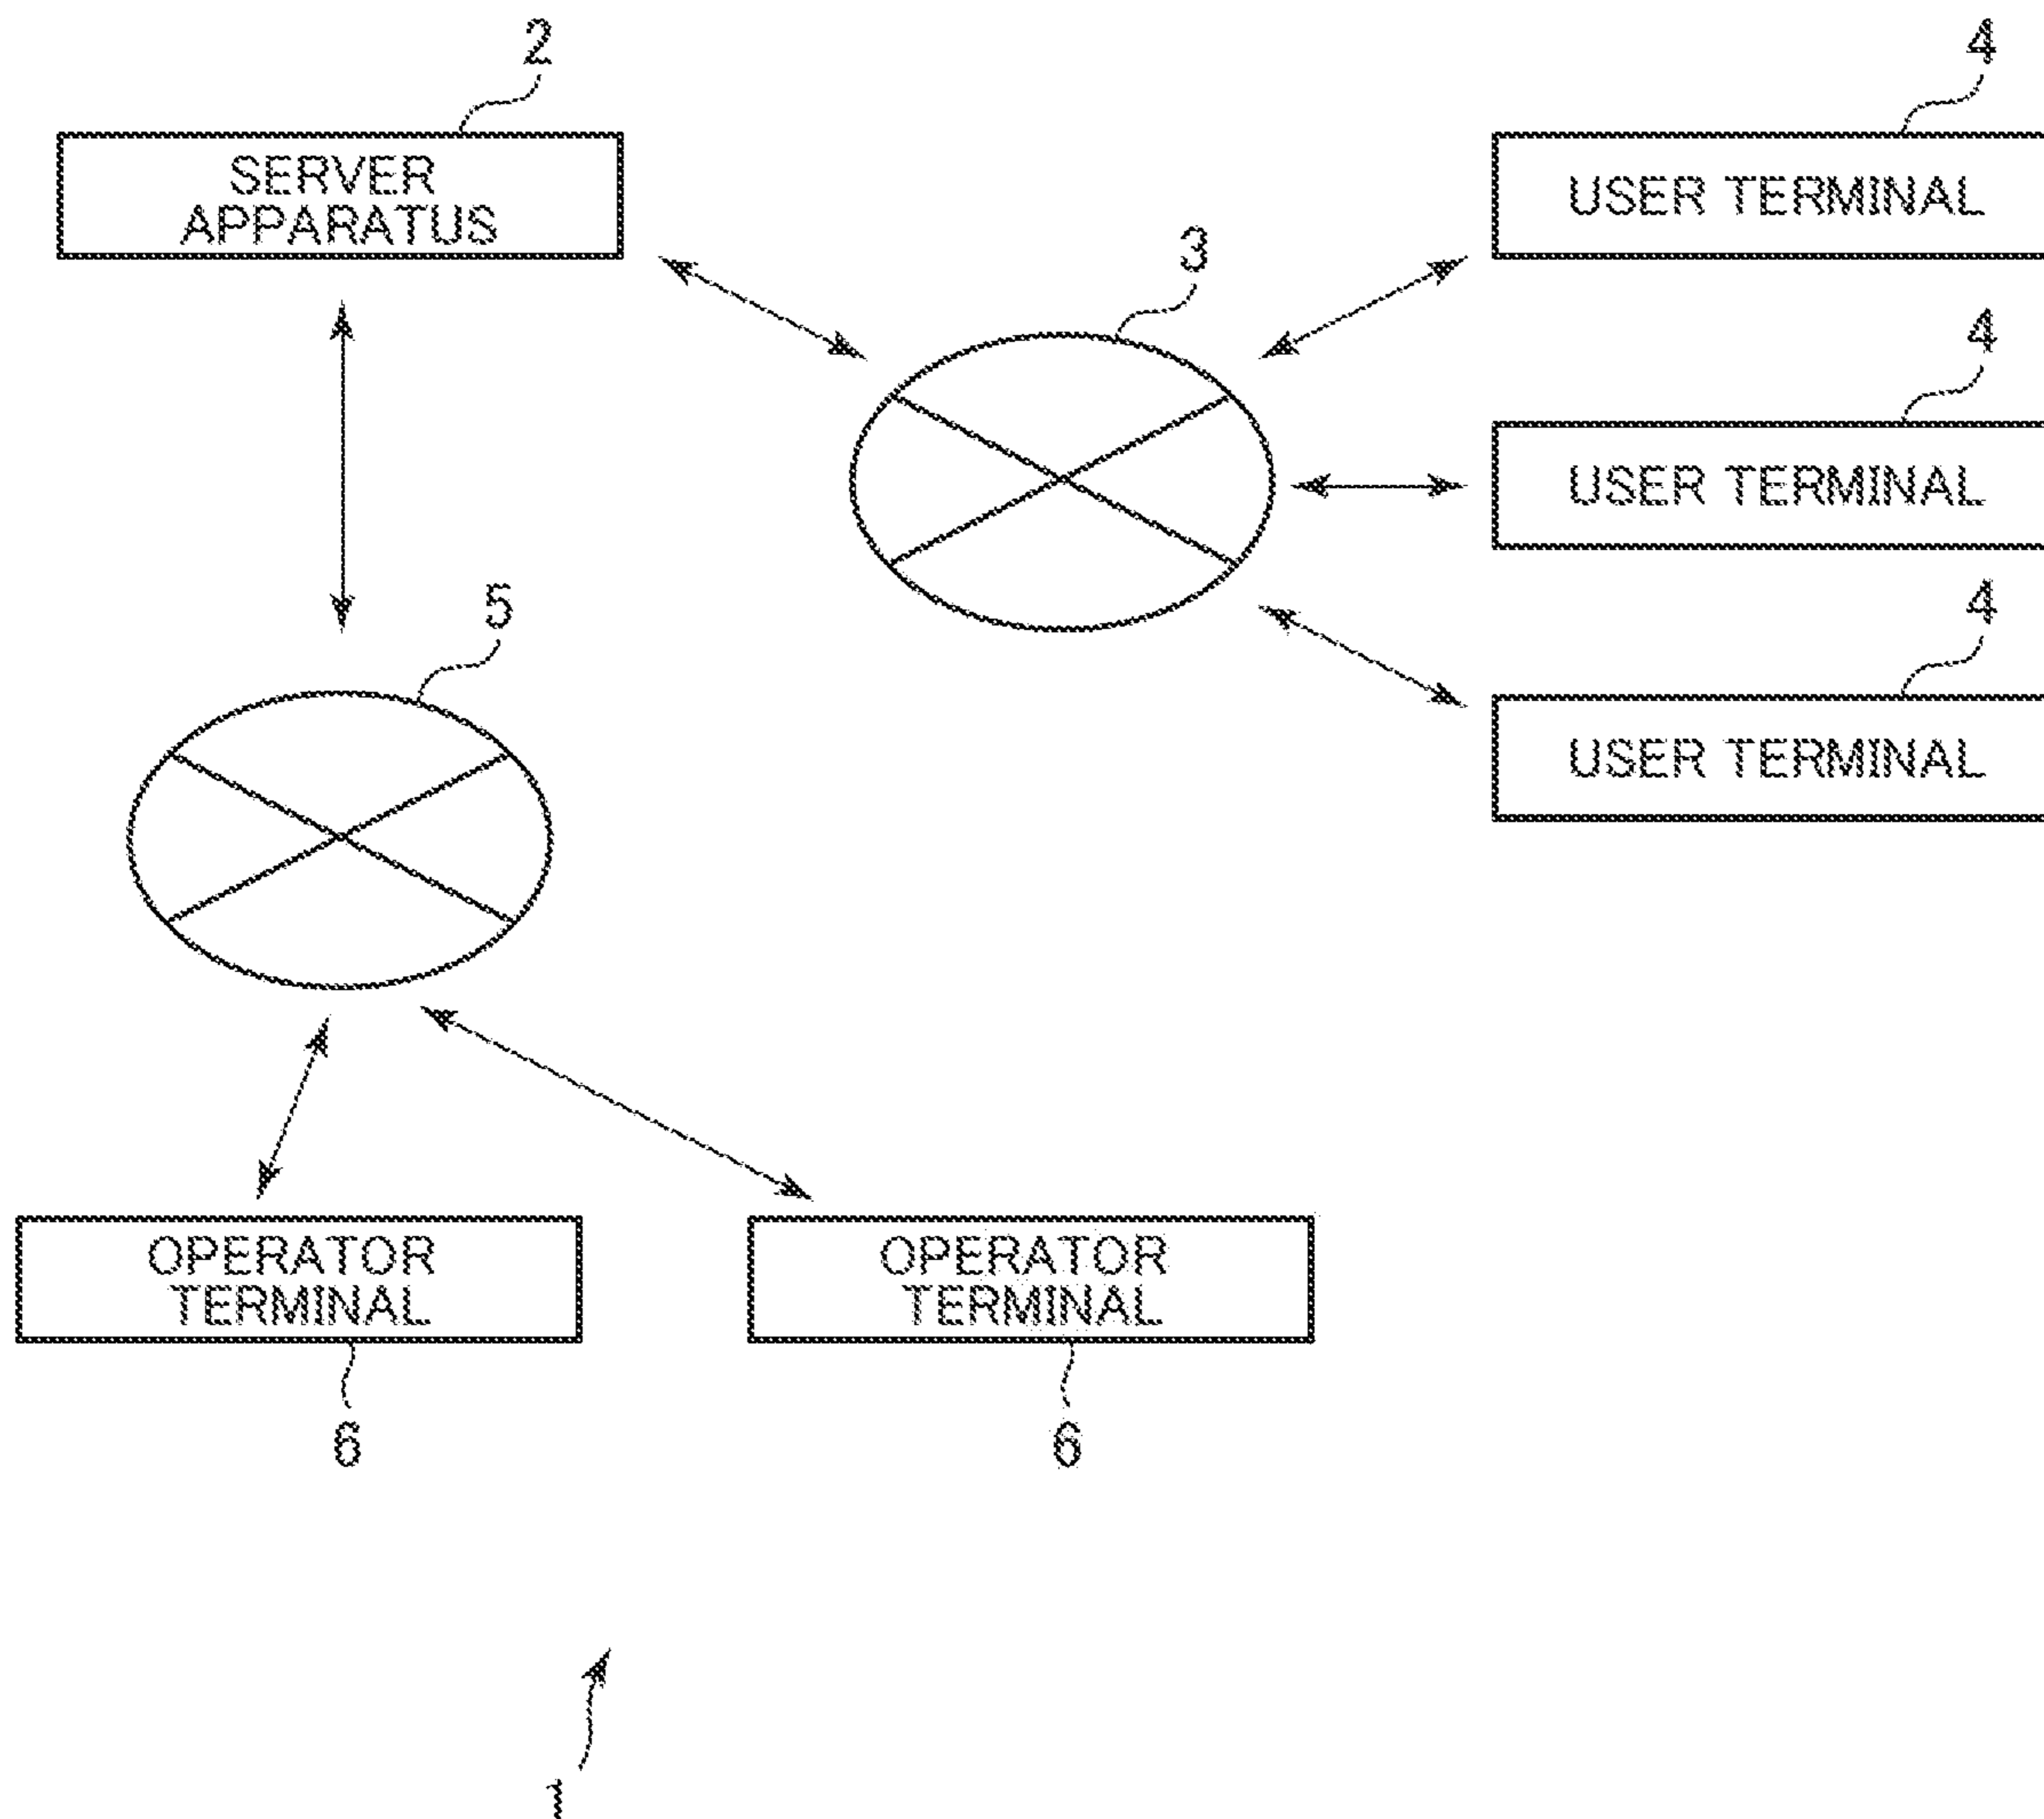 2
4
SERVER
APPARATUS
USER TERMINAL
3
4
USER TERMINAL
5
4
USER TERMINAL
OPERATOR
TERMINAL
OPERATOR
TERMINAL
6
6
1